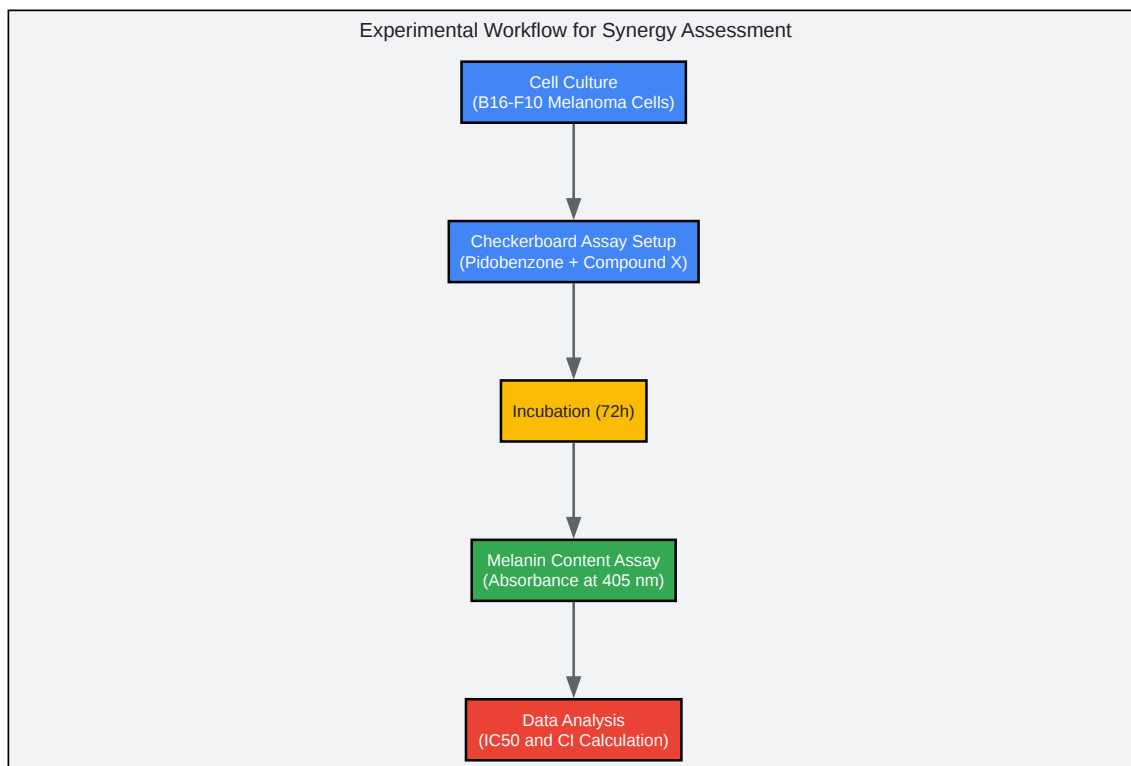 Experimental Workflow for Synergy Assessment
Cell Culture
(B16-F10 Melanoma Cells)
Checkerboard Assay Setup
(Pidobenzone + Compound X)
Incubation (72h)
Melanin Content Assay
(Absorbance at 405 nm)
Data Analysis
(IC50 and CI Calculation)